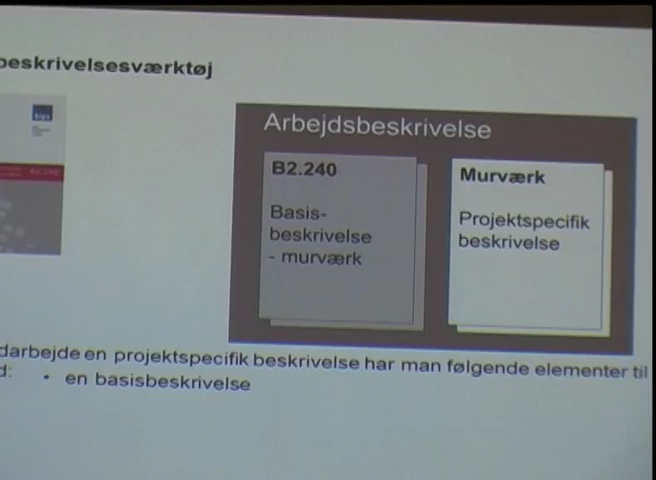 beskrivelsesværktøj
Arbejdsbeskrivelse
B2.240
Basis-
beskrivelse
- murværk
Murværk
Projektspecifik
beskrivelse
darbejde en projektspecifik beskrivelse har man følgende elementer til
d: • en basisbeskrivelse